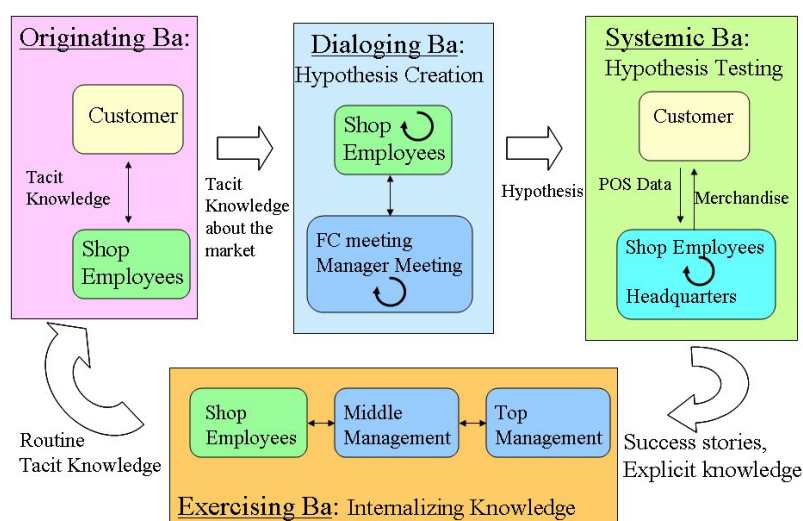 Originating Ba:
Customer
Tacit
Knowledge
Shop
Employees
Tacit
Knowledge
about the
market
Dialoging Ba:
Hypothesis Creation
Shop
Employees
FC meeting
Manager Meeting
Hypothesis
Systemic Ba:
Hypothesis Testing
Customer
POS Data
Merchandise
Shop Employees
Headquarters
Success stories,
Explicit knowledge
Shop
Employees
Middle
Management
Top
Management
Exercising Ba: Internalizing Knowledge
Routine
Tacit Knowledge